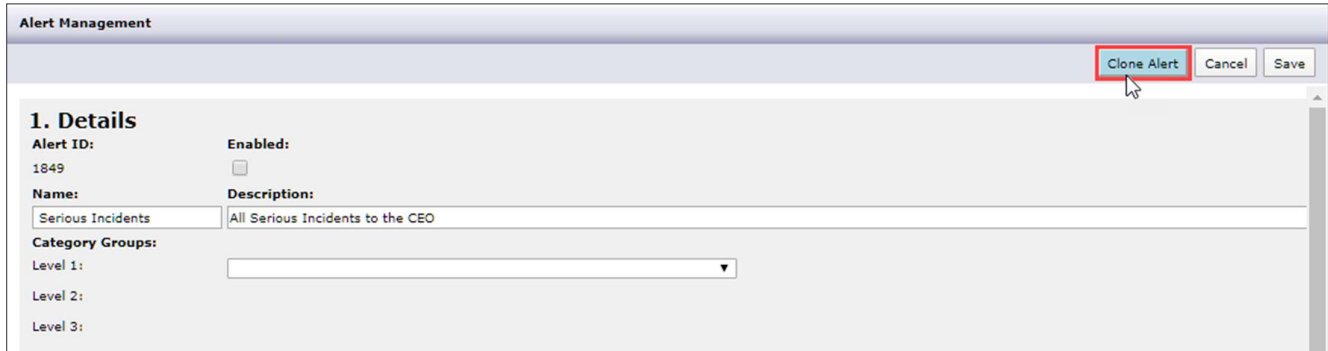 Alert Management
Clone Alert Cancel Save
1. Details
Alert ID: Enabled:
1849
Name: Description:
Serious Incidents All Serious Incidents to the CEO
Category Groups:
Level 1:
Level 2:
Level 3: